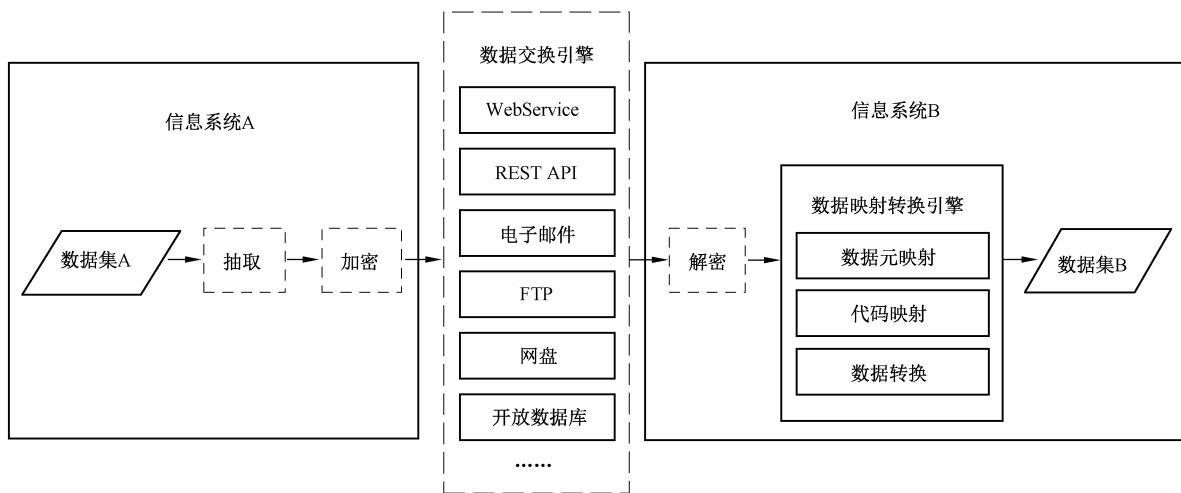 信息系统A
数据集A
抽取
加密
数据交换引擎
WebService
REST API
电子邮件
FTP
网盘
开放数据库
……
信息系统B
解密
数据映射转换引擎
数据元映射
代码映射
数据转换
数据集B